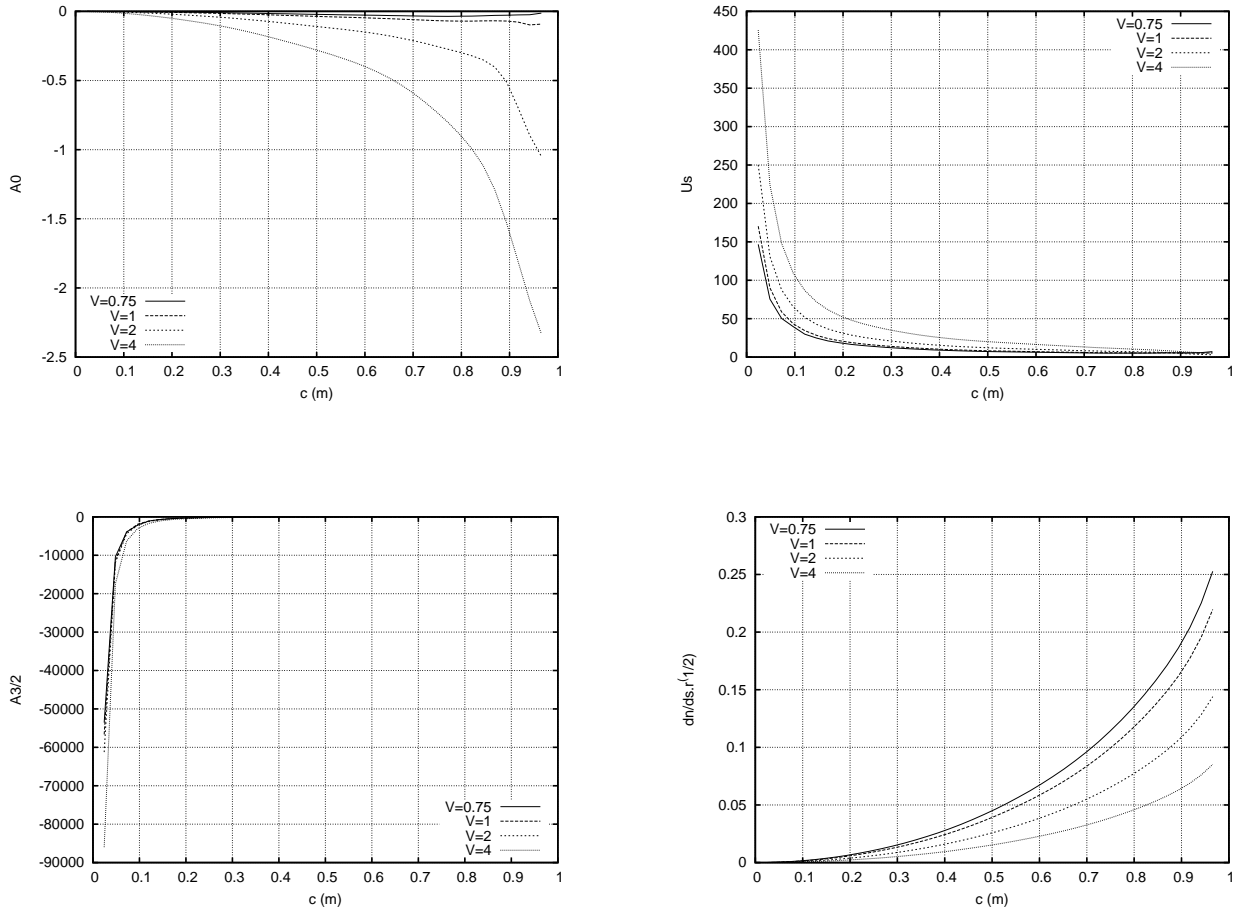 0
-0.5
-1
-1.5
-2
-2.5
0 0.1 0.2 0.3 0.4 0.5 0.6 0.7 0.8 0.9 1
A0
c (m)
V=0.75
V=1
V=2
V=4
450
400
350
300
250
200
150
100
50
0
0 0.1 0.2 0.3 0.4 0.5 0.6 0.7 0.8 0.9 1
Us
c (m)
V=0.75
V=1
V=2
V=4
0
-10000
-20000
-30000
-40000
-50000
-60000
-70000
-80000
-90000
0 0.1 0.2 0.3 0.4 0.5 0.6 0.7 0.8 0.9 1
A3/2
c (m)
V=0.75
V=1
V=2
V=4
0.3
0.25
0.2
0.15
0.1
0.05
0
0 0.1 0.2 0.3 0.4 0.5 0.6 0.7 0.8 0.9 1
dn/ds.r(1/2)
c (m)
V=0.75
V=1
V=2
V=4